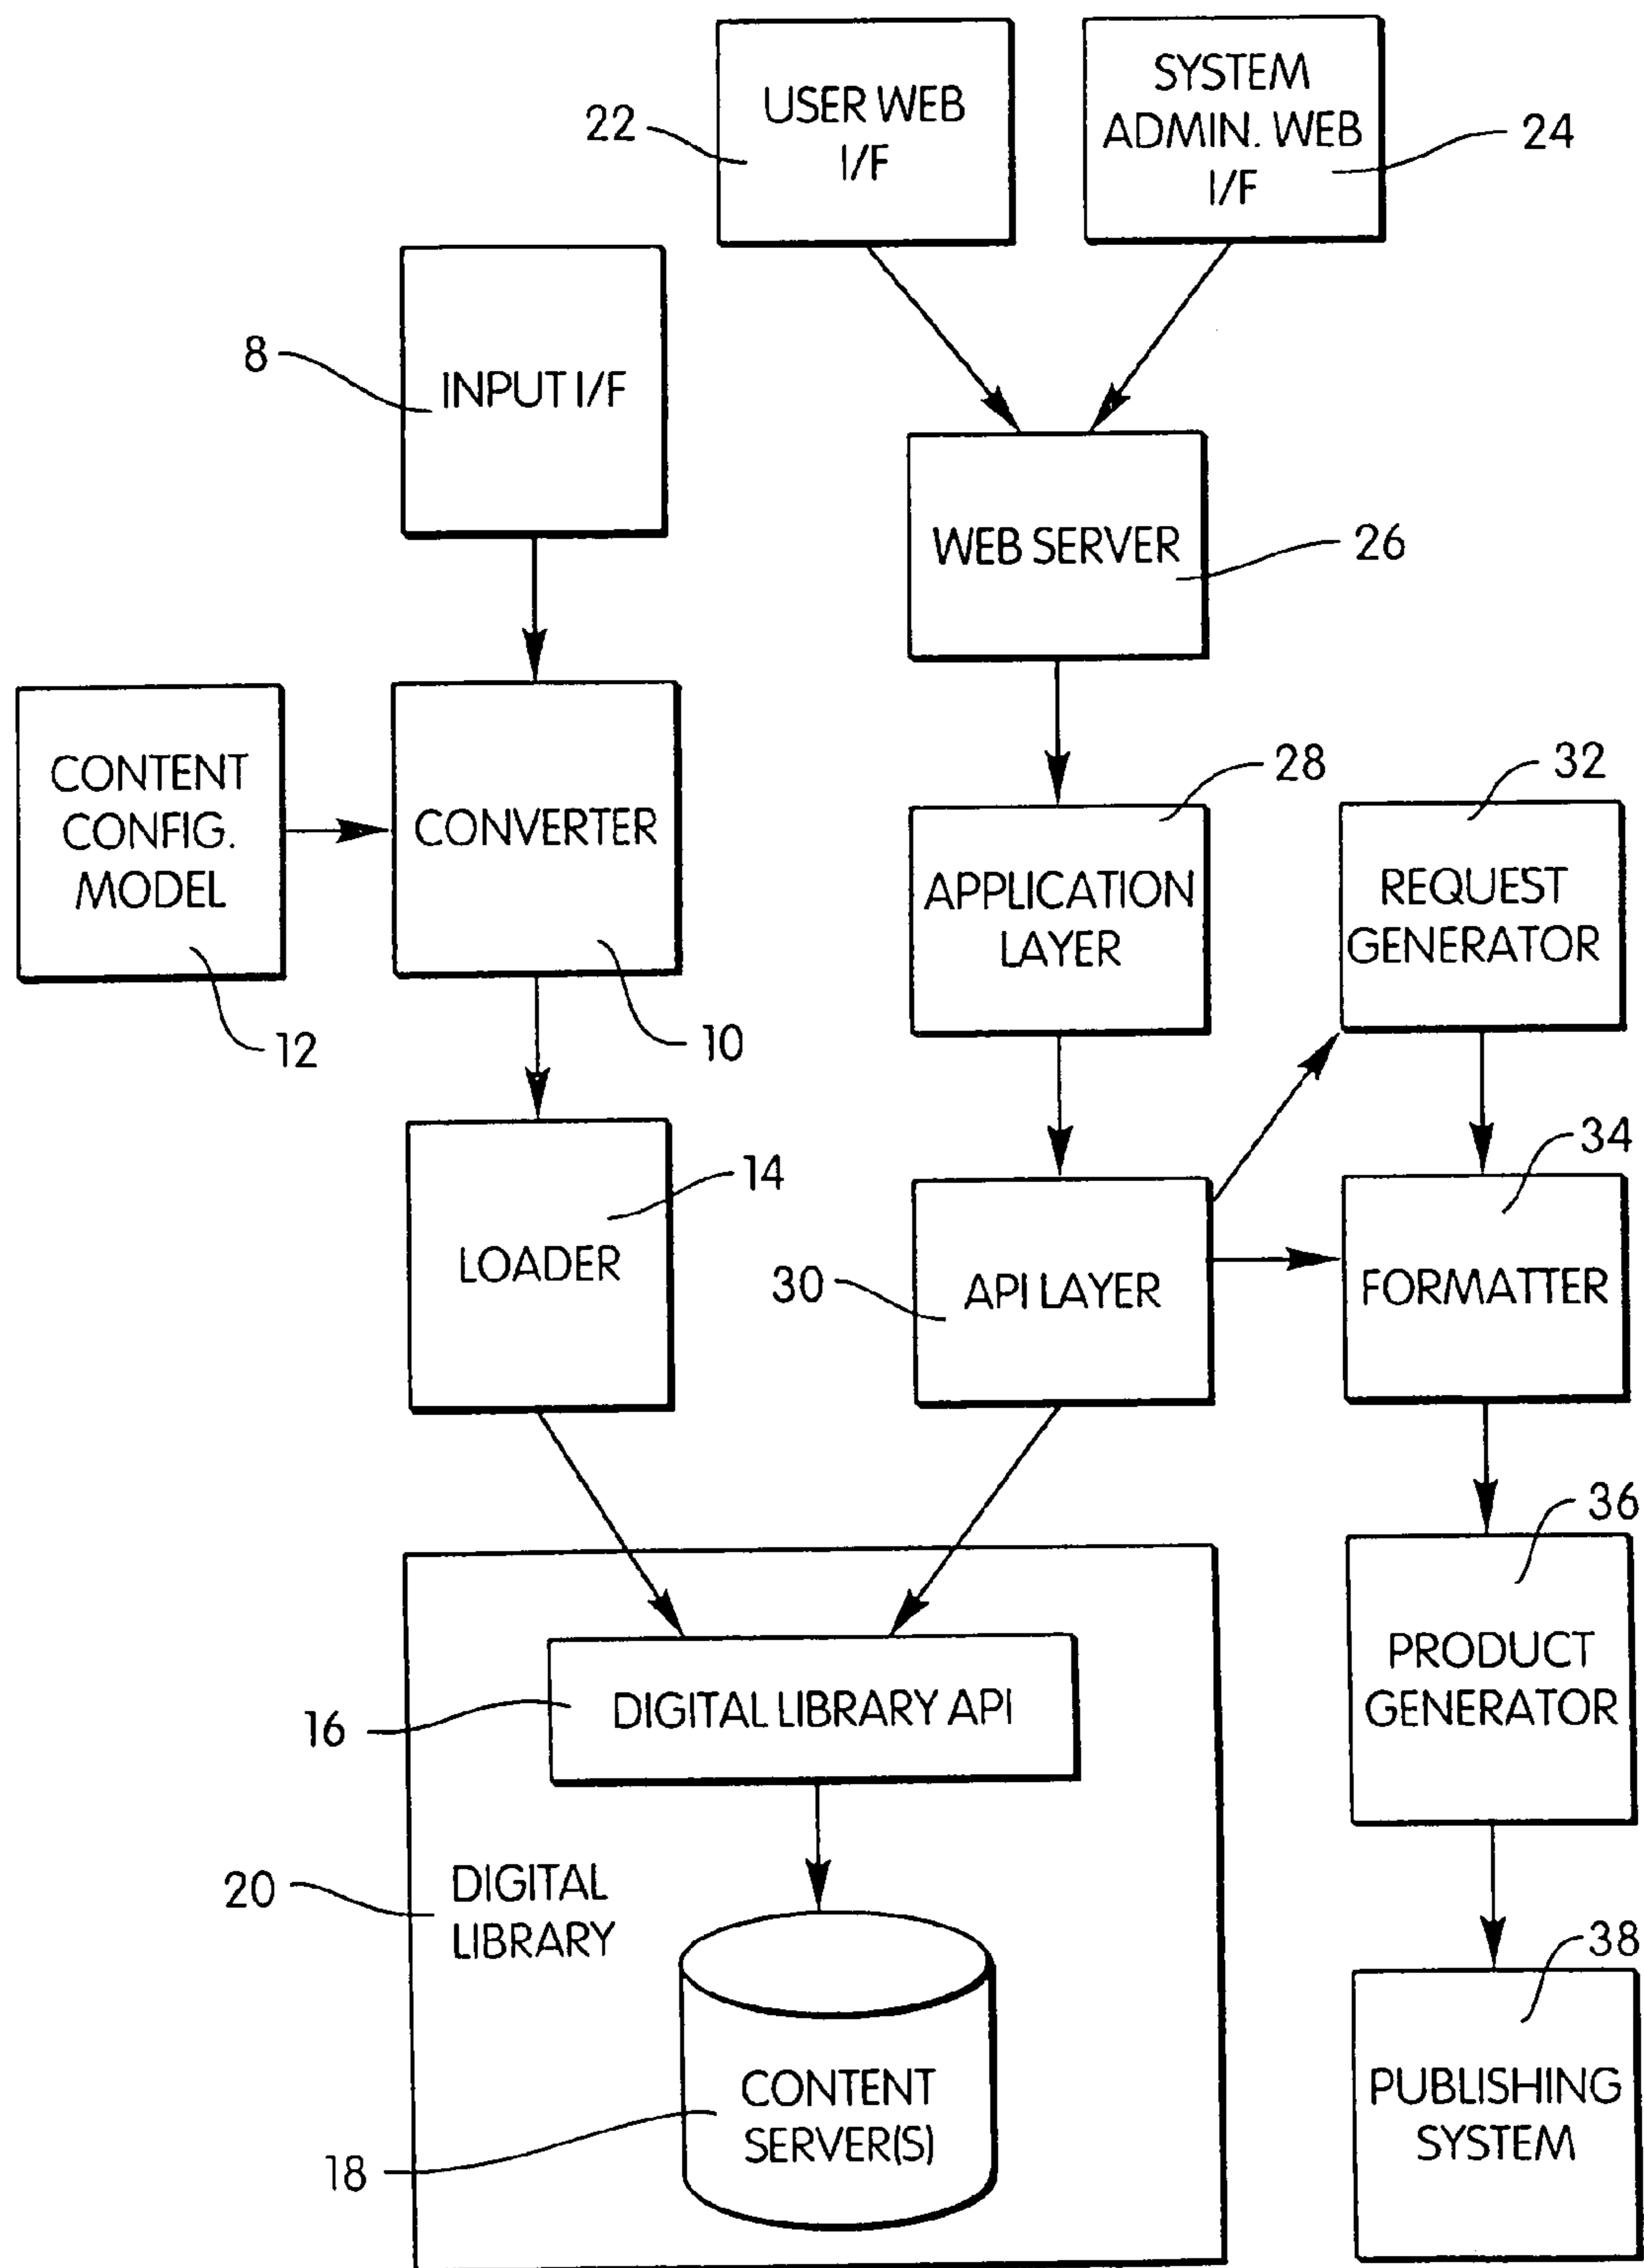 USER WEB
I/F
22
SYSTEM
ADMIN. WEB
I/F
24
8
INPUT I/F
WEB SERVER
26
CONTENT
CONFIG.
MODEL
12
CONVERTER
10
28
APPLICATION
LAYER
32
REQUEST
GENERATOR
14
LOADER
30
API LAYER
34
FORMATTER
36
PRODUCT
GENERATOR
16
DIGITAL LIBRARY API
20
DIGITAL
LIBRARY
38
PUBLISHING
SYSTEM
CONTENT
SERVER(S)
18